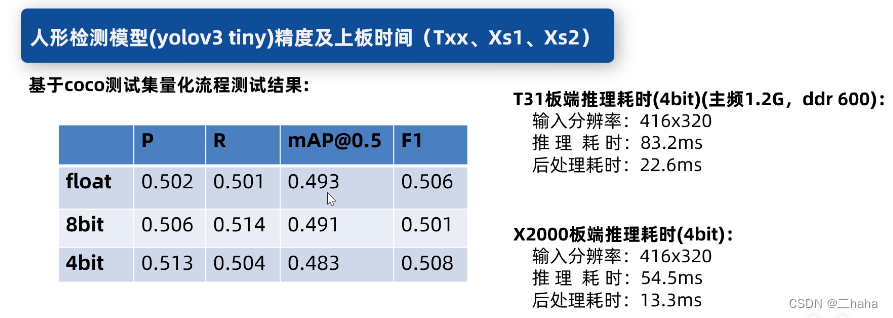 人形检测模型(yolov3 tiny)精度及上板时间（Txx、Xs1、Xs2）
基于coco测试集量化流程测试结果：
P R mAP@0.5 F1
float 0.502 0.501 0.493 0.506
8bit 0.506 0.514 0.491 0.501
4bit 0.513 0.504 0.483 0.508
T31板端推理耗时(4bit)(主频1.2G，ddr 600)：
输入分辨率：416x320
推 理 耗 时：83.2ms
后处理耗时：22.6ms
X2000板端推理耗时(4bit)：
输入分辨率：416x320
推 理 耗 时：54.5ms
后处理耗时：13.3ms
CSDN @二haha